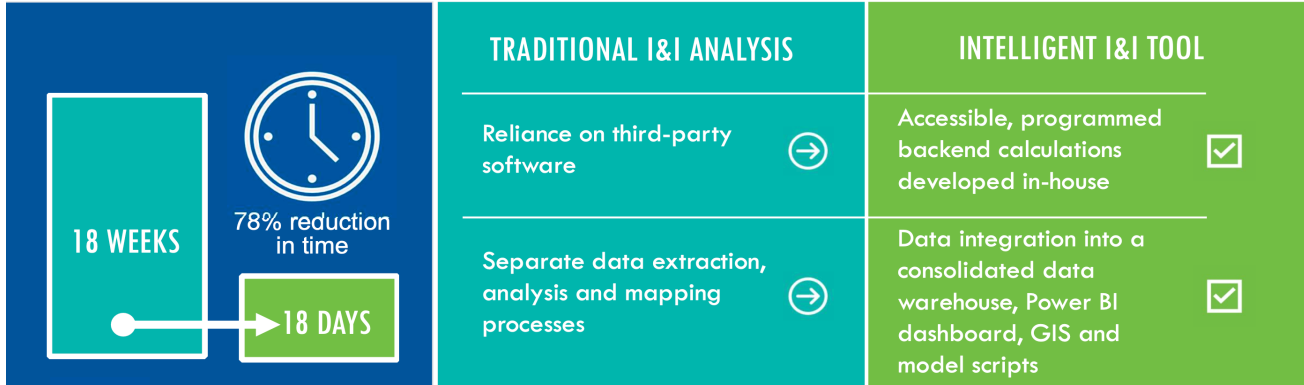 18 WEEKS
78% reduction
in time
18 DAYS
TRADITIONAL I&I ANALYSIS
Reliance on third-party
software
Separate data extraction,
analysis and mapping
processes
INTELLIGENT I&I TOOL
Accessible, programmed
backend calculations
developed in-house
Data integration into a
consolidated data
warehouse, Power BI
dashboard, GIS and
model scripts